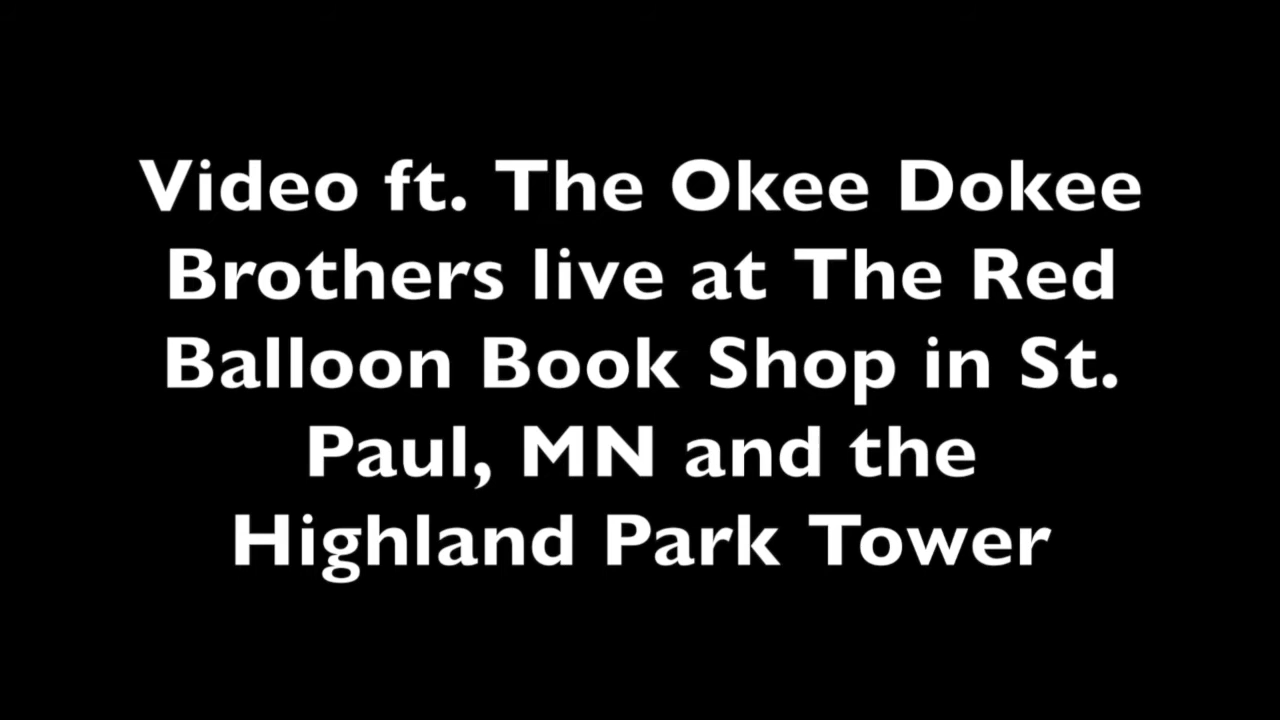 Video ft. The Okee Dokee
Brothers live at The Red
Balloon Book Shop in St.
Paul, MN and the
Highland Park Tower